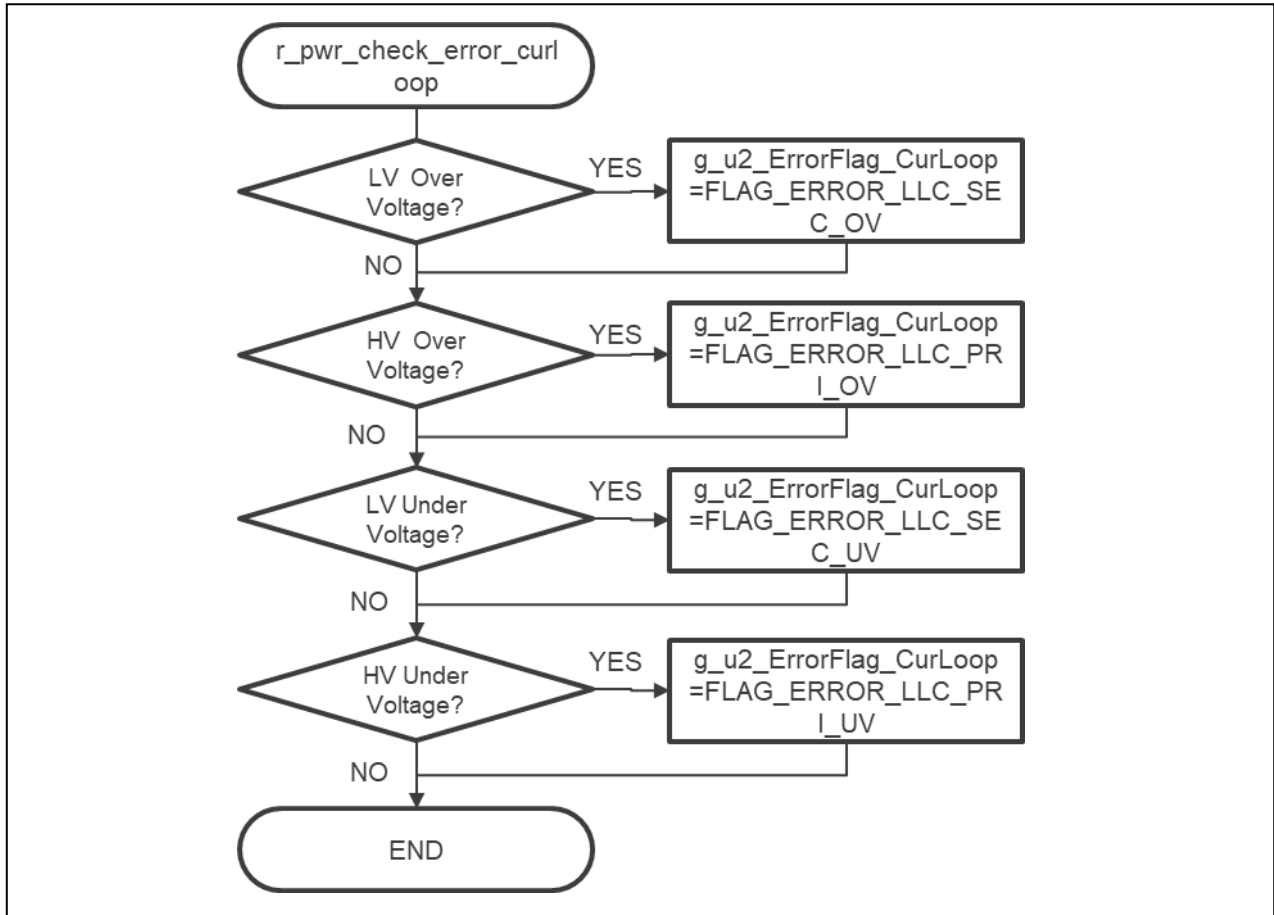 r_pwr_check_error_curl
oop
LV Over
Voltage?
YES
g_u2_ErrorFlag_CurLoop
=FLAG_ERROR_LLC_SE
C_OV
NO
HV Over
Voltage?
YES
g_u2_ErrorFlag_CurLoop
=FLAG_ERROR_LLC_PR
I_OV
NO
LV Under
Voltage?
YES
g_u2_ErrorFlag_CurLoop
=FLAG_ERROR_LLC_SE
C_UV
NO
HV Under
Voltage?
YES
g_u2_ErrorFlag_CurLoop
=FLAG_ERROR_LLC_PR
I_UV
NO
END